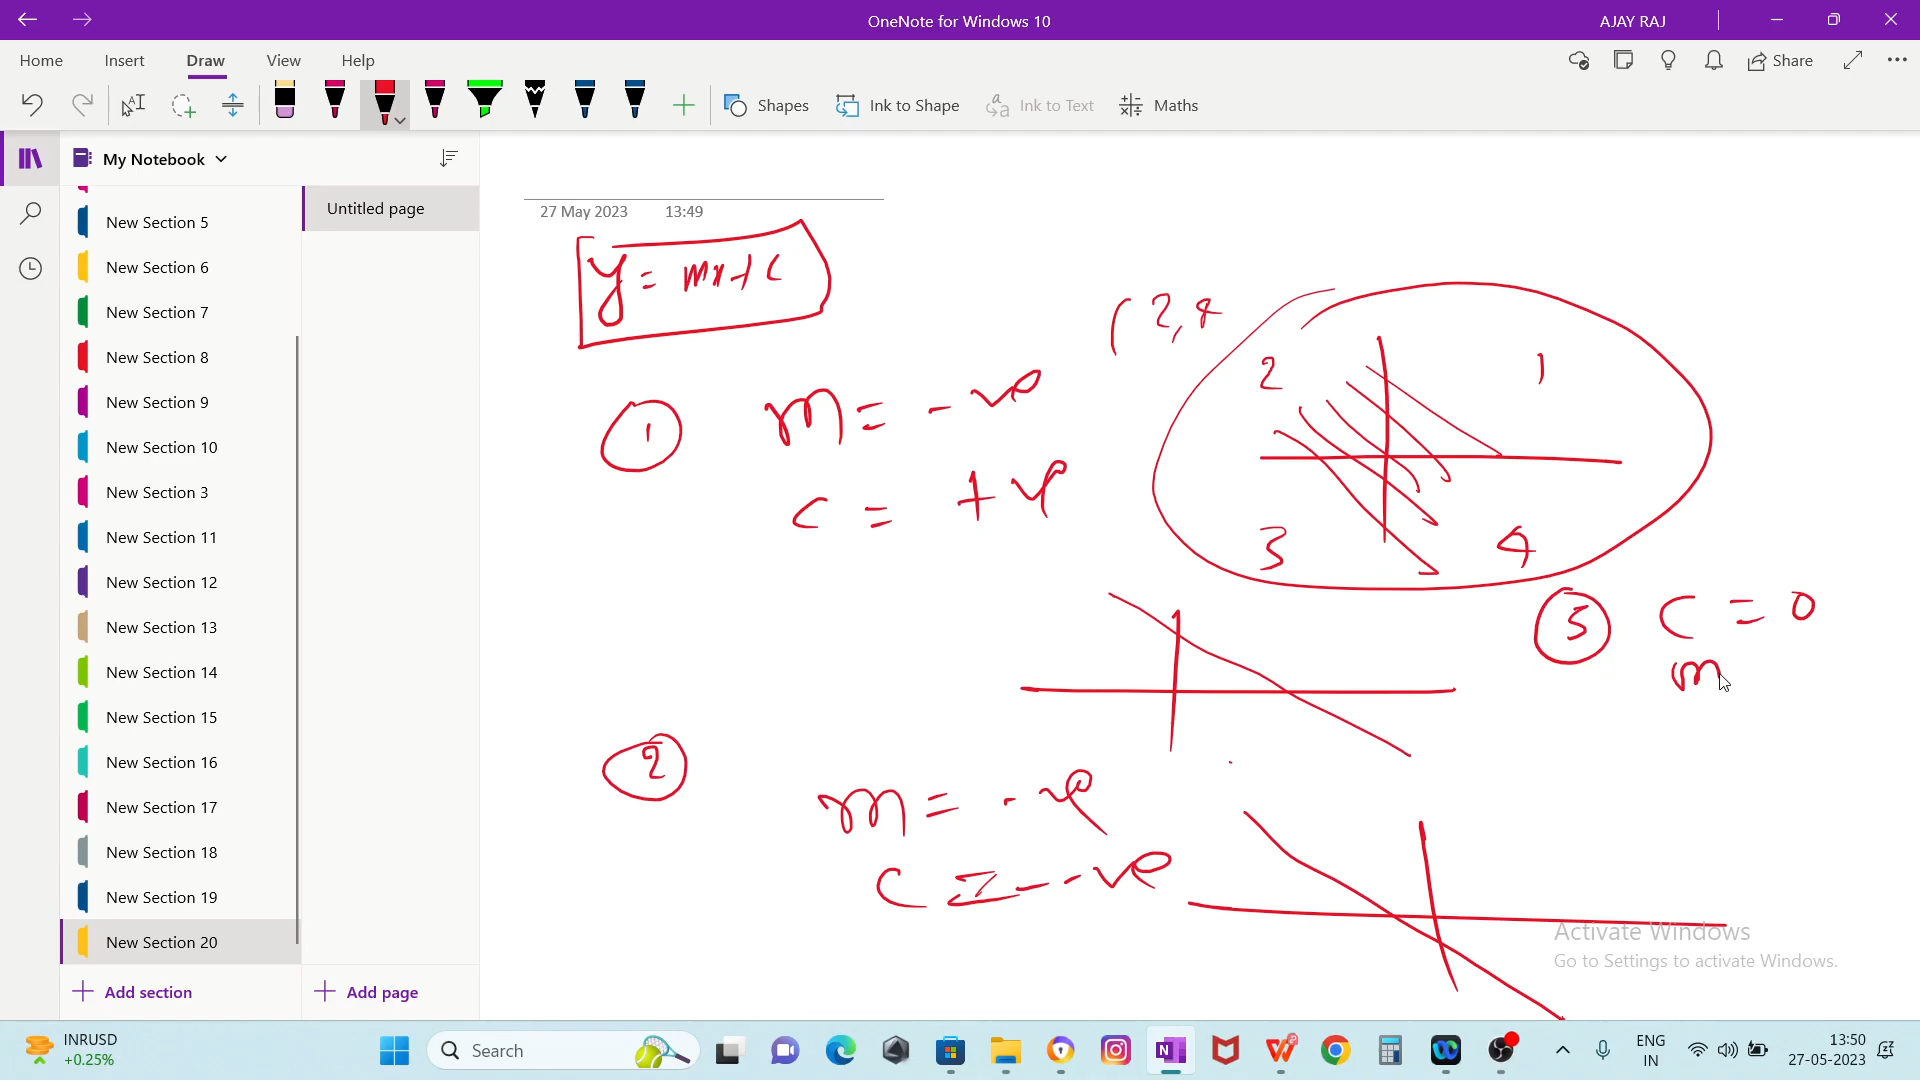 OneNote for Windows 10
AJAY RAJ
Home Insert Draw View Help
Share
Shapes Ink to Shape Ink to Text Maths
My Notebook
New Section 5
New Section 6
New Section 7
New Section 8
New Section 9
New Section 10
New Section 3
New Section 11
New Section 12
New Section 13
New Section 14
New Section 15
New Section 16
New Section 17
New Section 18
New Section 19
New Section 20
Add section
Untitled page
Add page
27 May 2023 13:49
y = mx+c
(2,
1 m = -ve
c = +ve
2 1
3 4
3 c = 0
m
2 m = -ve
c = -ve
Activate Windows
Go to Settings to activate Windows.
INRUSD
+0.25%
Search
ENG
IN
13:50
27-05-2023